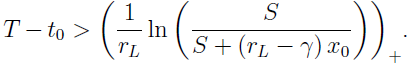 T − t₀ > ( (1 / r_L) ln ( S / (S + (r_L − γ) x₀) ) )₊.